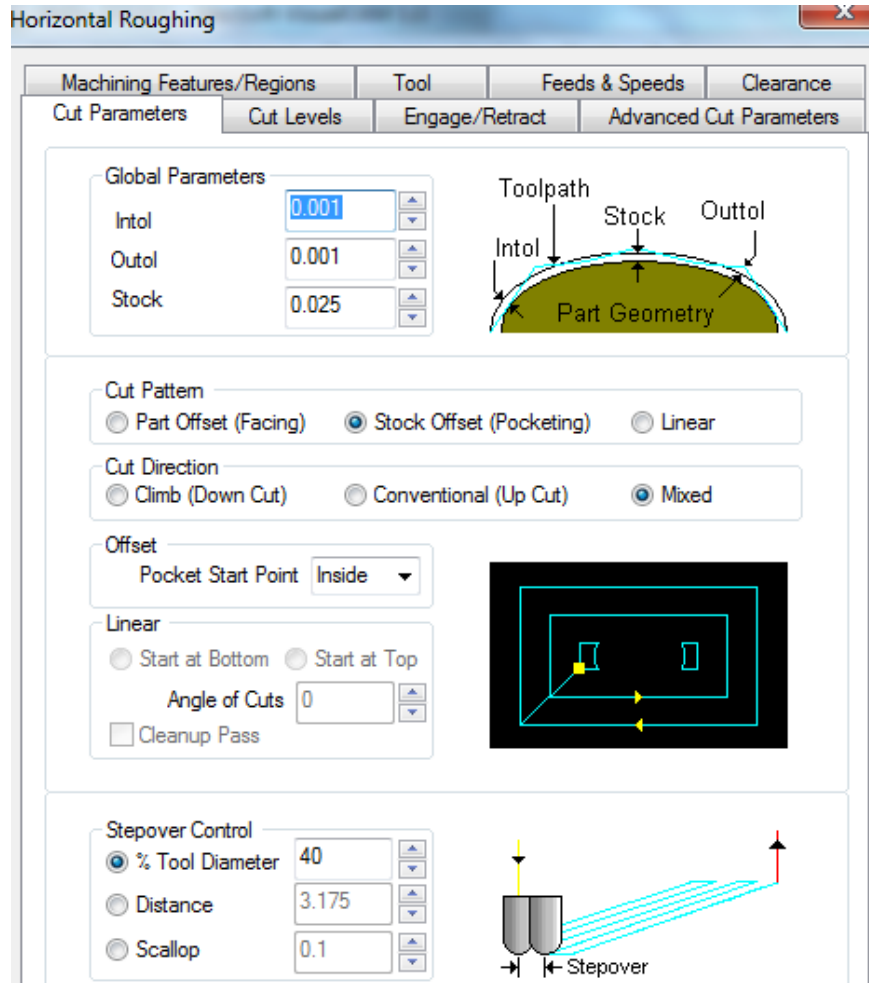 Horizontal Roughing
Machining Features/Regions Tool Feeds & Speeds Clearance
Cut Parameters Cut Levels Engage/Retract Advanced Cut Parameters
Global Parameters
Intol 0.001
Outol 0.001
Stock 0.025
Toolpath
Stock Outtol
Intol
Part Geometry
Cut Pattern
Part Offset (Facing) Stock Offset (Pocketing) Linear
Cut Direction
Climb (Down Cut) Conventional (Up Cut) Mixed
Offset
Pocket Start Point Inside
Linear
Start at Bottom Start at Top
Angle of Cuts 0
Cleanup Pass
Stepover Control
% Tool Diameter 40
Distance 3.175
Scallop 0.1
Stepover